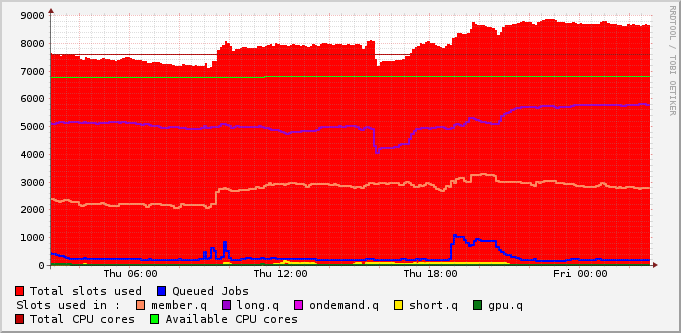 9000
8000
7000
6000
5000
4000
3000
2000
1000
0
Thu 06:00 Thu 12:00 Thu 18:00 Fri 00:00
Total slots used Queued Jobs
Slots used in : member.q long.q ondemand.q short.q gpu.q
Total CPU cores Available CPU cores
RRDTOOL / TOBI OETIKER